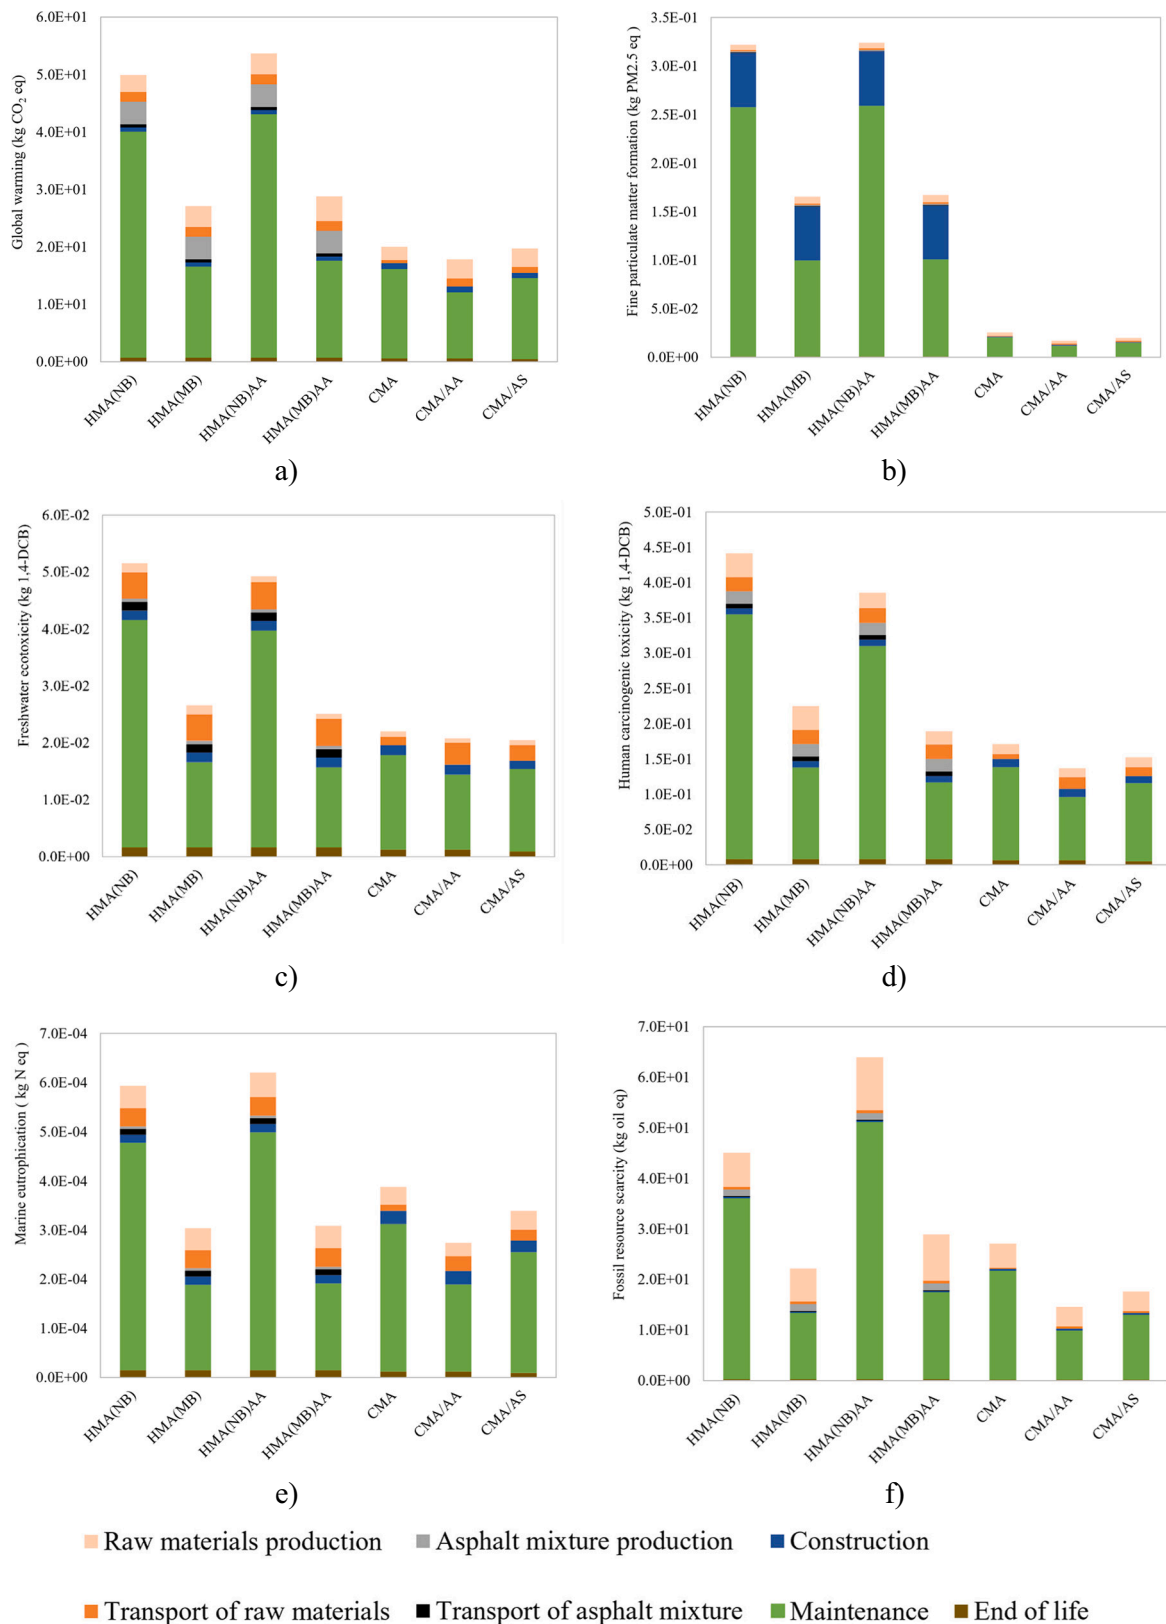 Global warming (kg CO₂ eq)
6.0E+01
5.0E+01
4.0E+01
3.0E+01
2.0E+01
1.0E+01
0.0E+00
HMA(NB)
HMA(MB)
HMA(NB)AA
HMA(MB)AA
CMA
CMA/AA
CMA/AS
a)
Fine particulate matter formation (kg PM2.5 eq )
3.5E-01
3.0E-01
2.5E-01
2.0E-01
1.5E-01
1.0E-01
5.0E-02
0.0E+00
HMA(NB)
HMA(MB)
HMA(NB)AA
HMA(MB)AA
CMA
CMA/AA
CMA/AS
b)
Freshwater ecotoxicity (kg 1,4-DCB)
6.0E-02
5.0E-02
4.0E-02
3.0E-02
2.0E-02
1.0E-02
0.0E+00
HMA(NB)
HMA(MB)
HMA(NB)AA
HMA(MB)AA
CMA
CMA/AA
CMA/AS
c)
Human carcinogenic toxicity (kg 1,4-DCB)
5.0E-01
4.5E-01
4.0E-01
3.5E-01
3.0E-01
2.5E-01
2.0E-01
1.5E-01
1.0E-01
5.0E-02
0.0E+00
HMA(NB)
HMA(MB)
HMA(NB)AA
HMA(MB)AA
CMA
CMA/AA
CMA/AS
d)
Marine eutrophication ( kg N eq )
7.0E-04
6.0E-04
5.0E-04
4.0E-04
3.0E-04
2.0E-04
1.0E-04
0.0E+00
HMA(NB)
HMA(MB)
HMA(NB)AA
HMA(MB)AA
CMA
CMA/AA
CMA/AS
e)
Fossil resource scarcity (kg oil eq)
7.0E+01
6.0E+01
5.0E+01
4.0E+01
3.0E+01
2.0E+01
1.0E+01
0.0E+00
HMA(NB)
HMA(MB)
HMA(NB)AA
HMA(MB)AA
CMA
CMA/AA
CMA/AS
f)
Raw materials production
Asphalt mixture production
Construction
Transport of raw materials
Transport of asphalt mixture
Maintenance
End of life